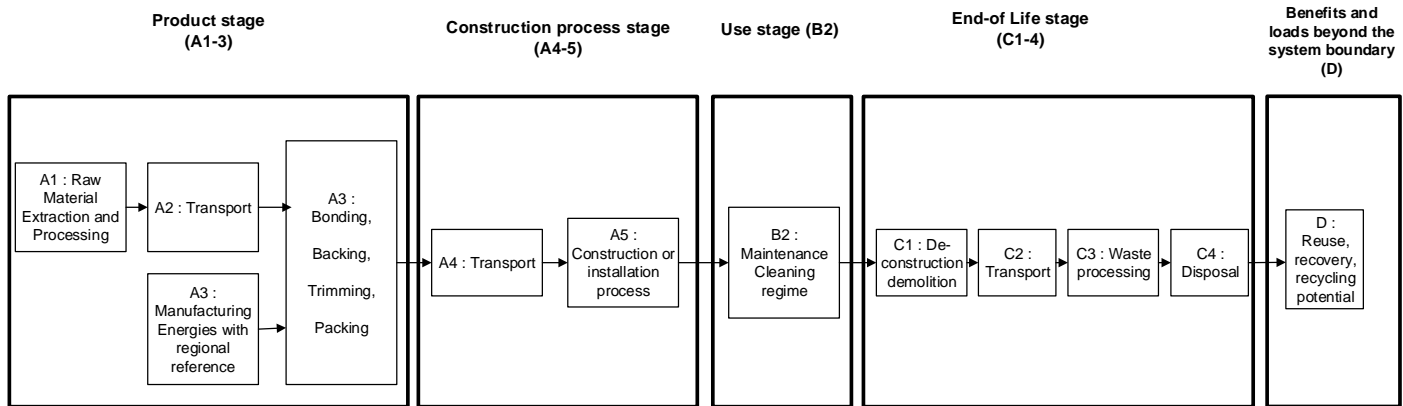 Product stage
(A1-3)
Construction process stage
(A4-5)
Use stage (B2)
End-of Life stage
(C1-4)
Benefits and
loads beyond the
system boundary
(D)
A1 : Raw
Material
Extraction and
Processing
A2 : Transport
A3 :
Manufacturing
Energies with
regional
reference
A3 :
Bonding,
Backing,
Trimming,
Packing
A4 : Transport
A5 :
Construction or
installation
process
B2 :
Maintenance
Cleaning
regime
C1 : De-
construction
demolition
C2 :
Transport
C3 : Waste
processing
C4 :
Disposal
D :
Reuse,
recovery,
recycling
potential